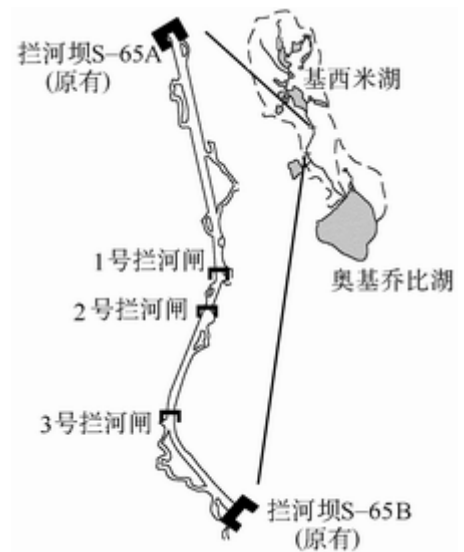 拦河坝S-65A
(原有)
基西米湖
奥基乔比湖
1号拦河闸
2号拦河闸
3号拦河闸
拦河坝S-65B
(原有)